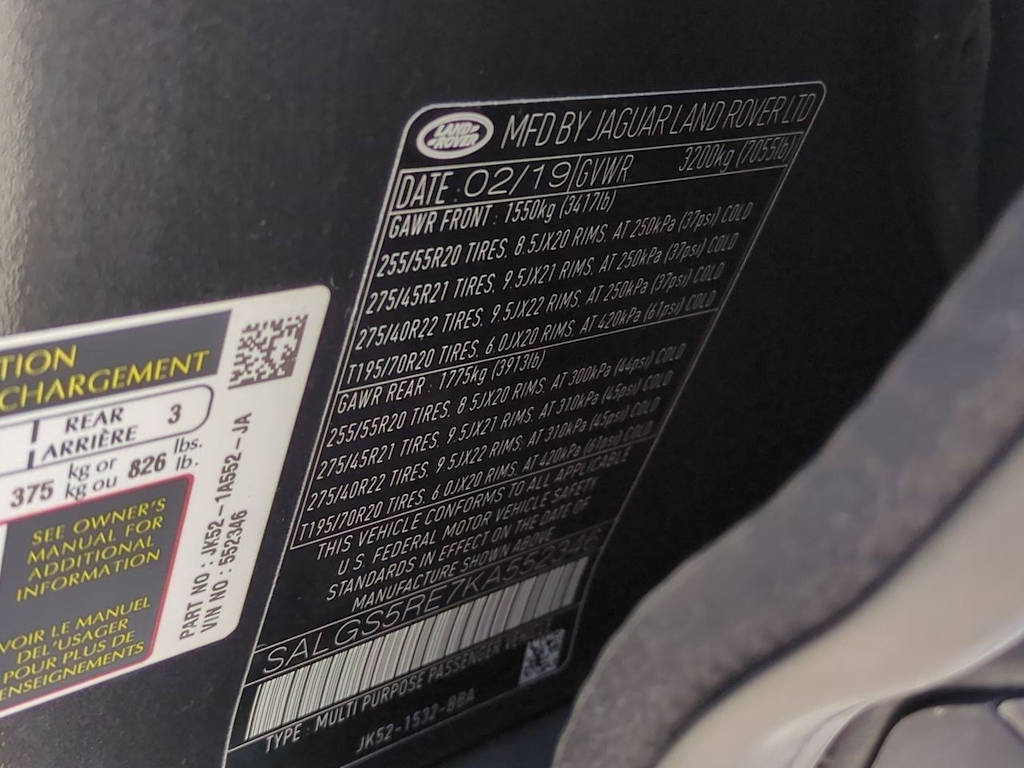 LAND ROVER
MFD BY JAGUAR LAND ROVER LTD
DATE : 02/19 GVWR 3200kg (7055lb)
GAWR FRONT : 1550kg (3417lb)
255/55R20 TIRES, 8.5JX20 RIMS, AT 250kPa (37psi) COLD
275/45R21 TIRES, 9.5JX21 RIMS, AT 250kPa (37psi) COLD
275/40R22 TIRES, 9.5JX22 RIMS, AT 250kPa (37psi) COLD
T195/70R20 TIRES, 6.0JX20 RIMS, AT 420kPa (61psi) COLD
GAWR REAR : 1775kg (3913lb)
255/55R20 TIRES, 8.5JX20 RIMS, AT 300kPa (44psi) COLD
275/45R21 TIRES, 9.5JX21 RIMS, AT 310kPa (45psi) COLD
275/40R22 TIRES, 9.5JX22 RIMS, AT 310kPa (45psi) COLD
T195/70R20 TIRES, 6.0JX20 RIMS, AT 420kPa (61psi) COLD
THIS VEHICLE CONFORMS TO ALL APPLICABLE
U.S. FEDERAL MOTOR VEHICLE SAFETY
STANDARDS IN EFFECT ON THE DATE OF
MANUFACTURE SHOWN ABOVE.
SALGS5RE7KA552346
TYPE : MULTI PURPOSE PASSENGER VEHICLE
JK52-1532-BBA
TION
CHARGEMENT
REAR
ARRIÈRE 3
375 kg or 826 lbs.
kg ou lb.
SEE OWNER'S
MANUAL FOR
ADDITIONAL
INFORMATION
VOIR LE MANUEL
DEL'USAGER
POUR PLUS DE
ENSEIGNEMENTS
PART NO : JK52-1A552-JA
VIN NO : 552346